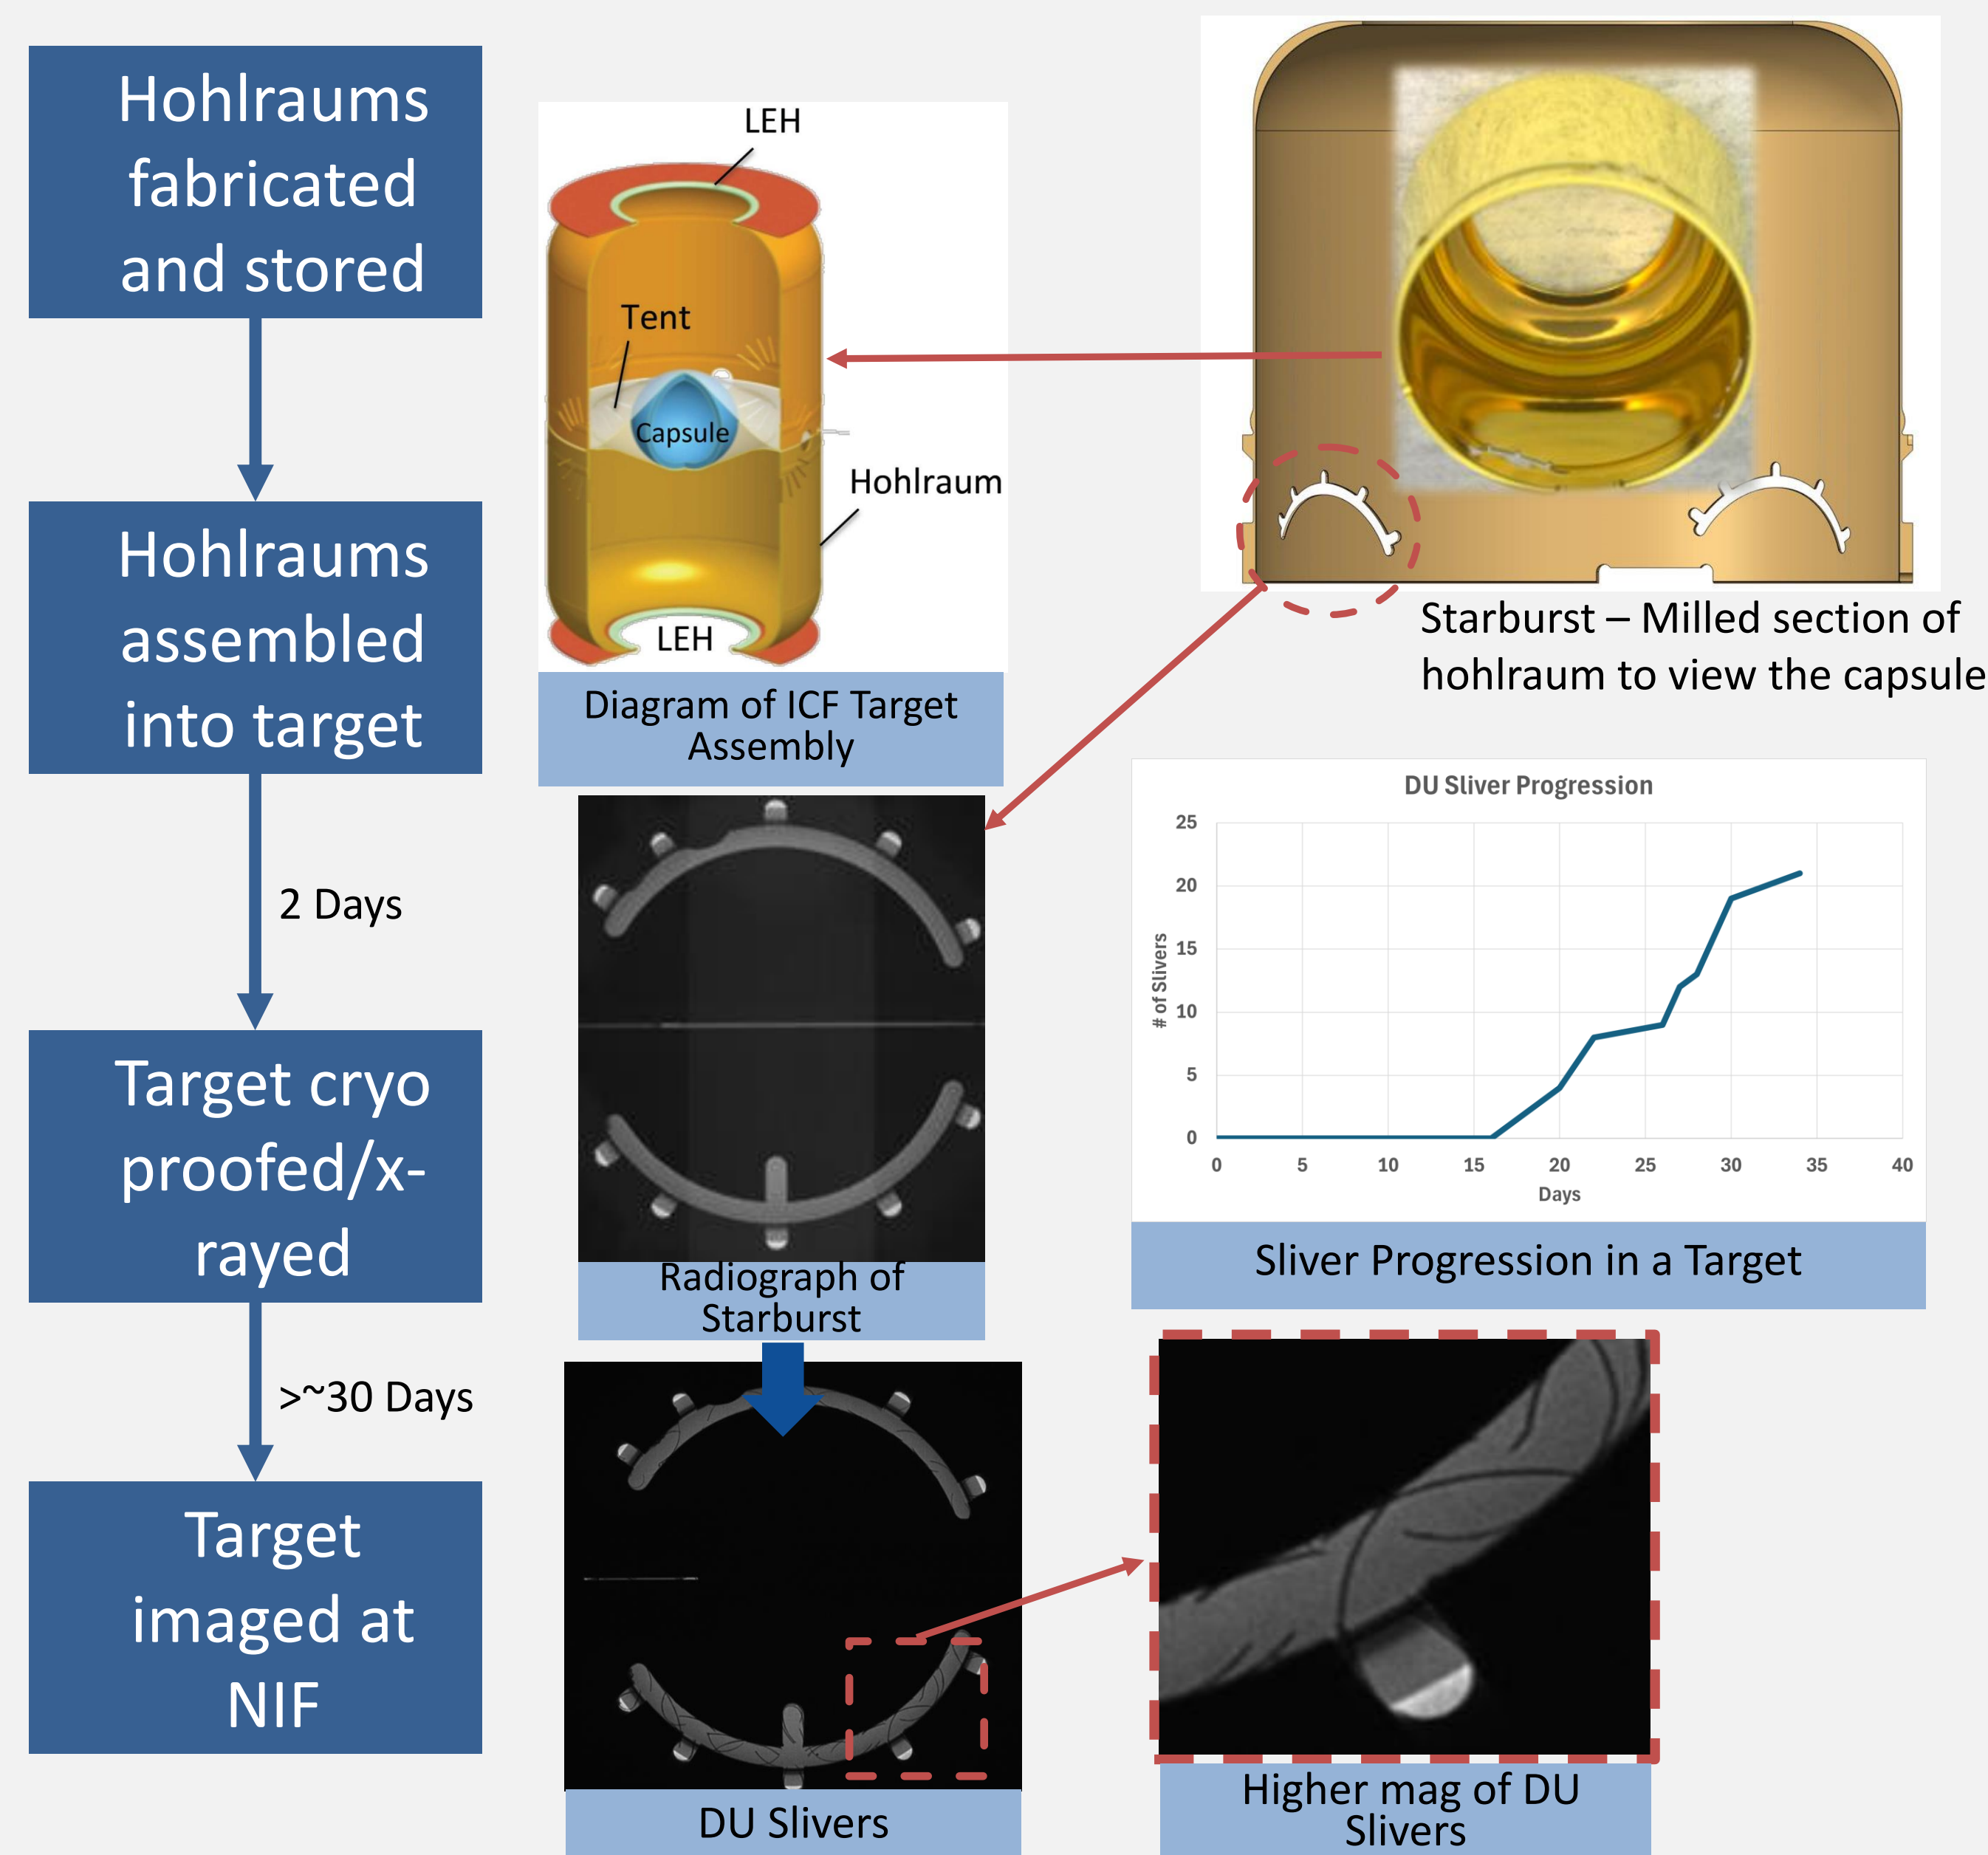 Hohlraums
fabricated
and stored
Hohlraums
assembled
into target
2 Days
Target cryo
proofed/x-
rayed
>~30 Days
Target
imaged at
NIF
LEH
Tent
Capsule
Hohlraum
LEH
Diagram of ICF Target
Assembly
Starburst – Milled section of
hohlraum to view the capsule
Radiograph of
Starburst
DU Sliver Progression
25
20
15
10
5
0
# of Slivers
0 5 10 15 20 25 30 35 40
Days
Sliver Progression in a Target
DU Slivers
Higher mag of DU
Slivers